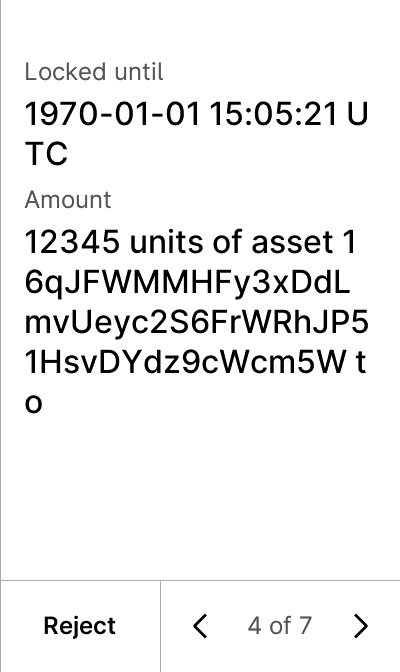 Locked until
1970-01-01 15:05:21 U
TC
Amount
12345 units of asset 1
6qJFWMMHFy3xDdL
mvUeyc2S6FrWRhJP5
1HsvDYdz9cWcm5W t
o
Reject
4 of 7